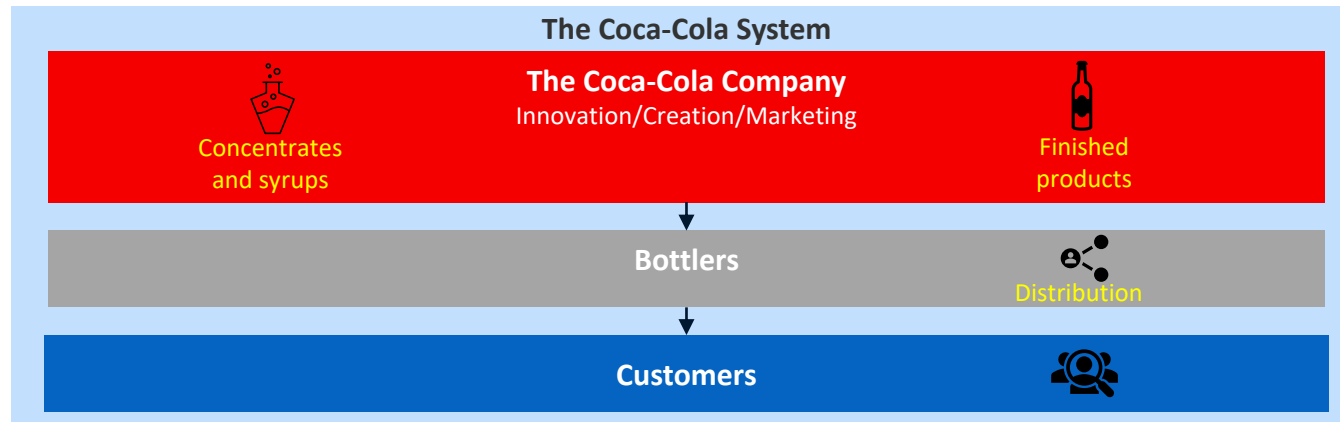 The Coca-Cola System
The Coca-Cola Company
Innovation/Creation/Marketing
Concentrates
and syrups
Finished
products
Bottlers
Distribution
Customers